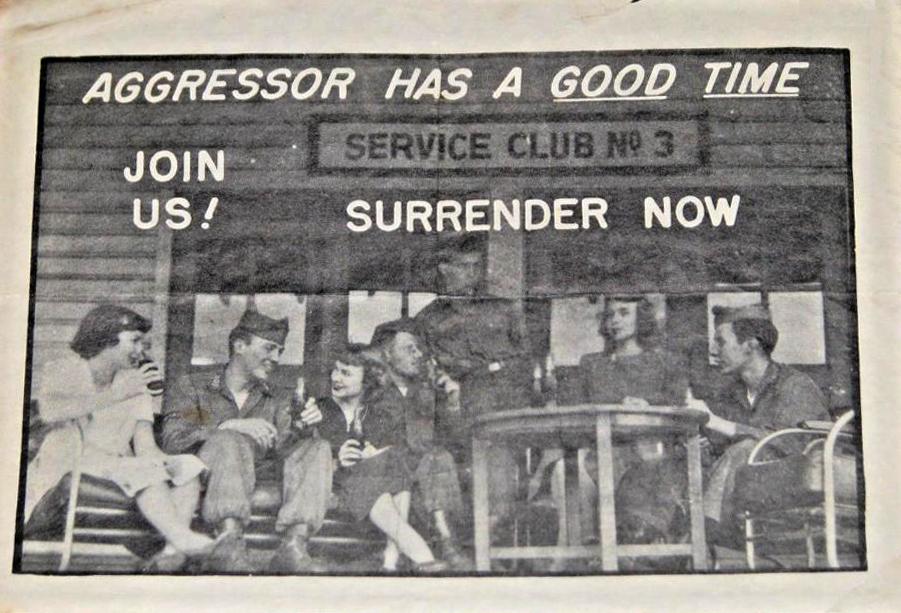 AGGRESSOR HAS A GOOD TIME
SERVICE CLUB Nº 3
JOIN
US!
SURRENDER NOW